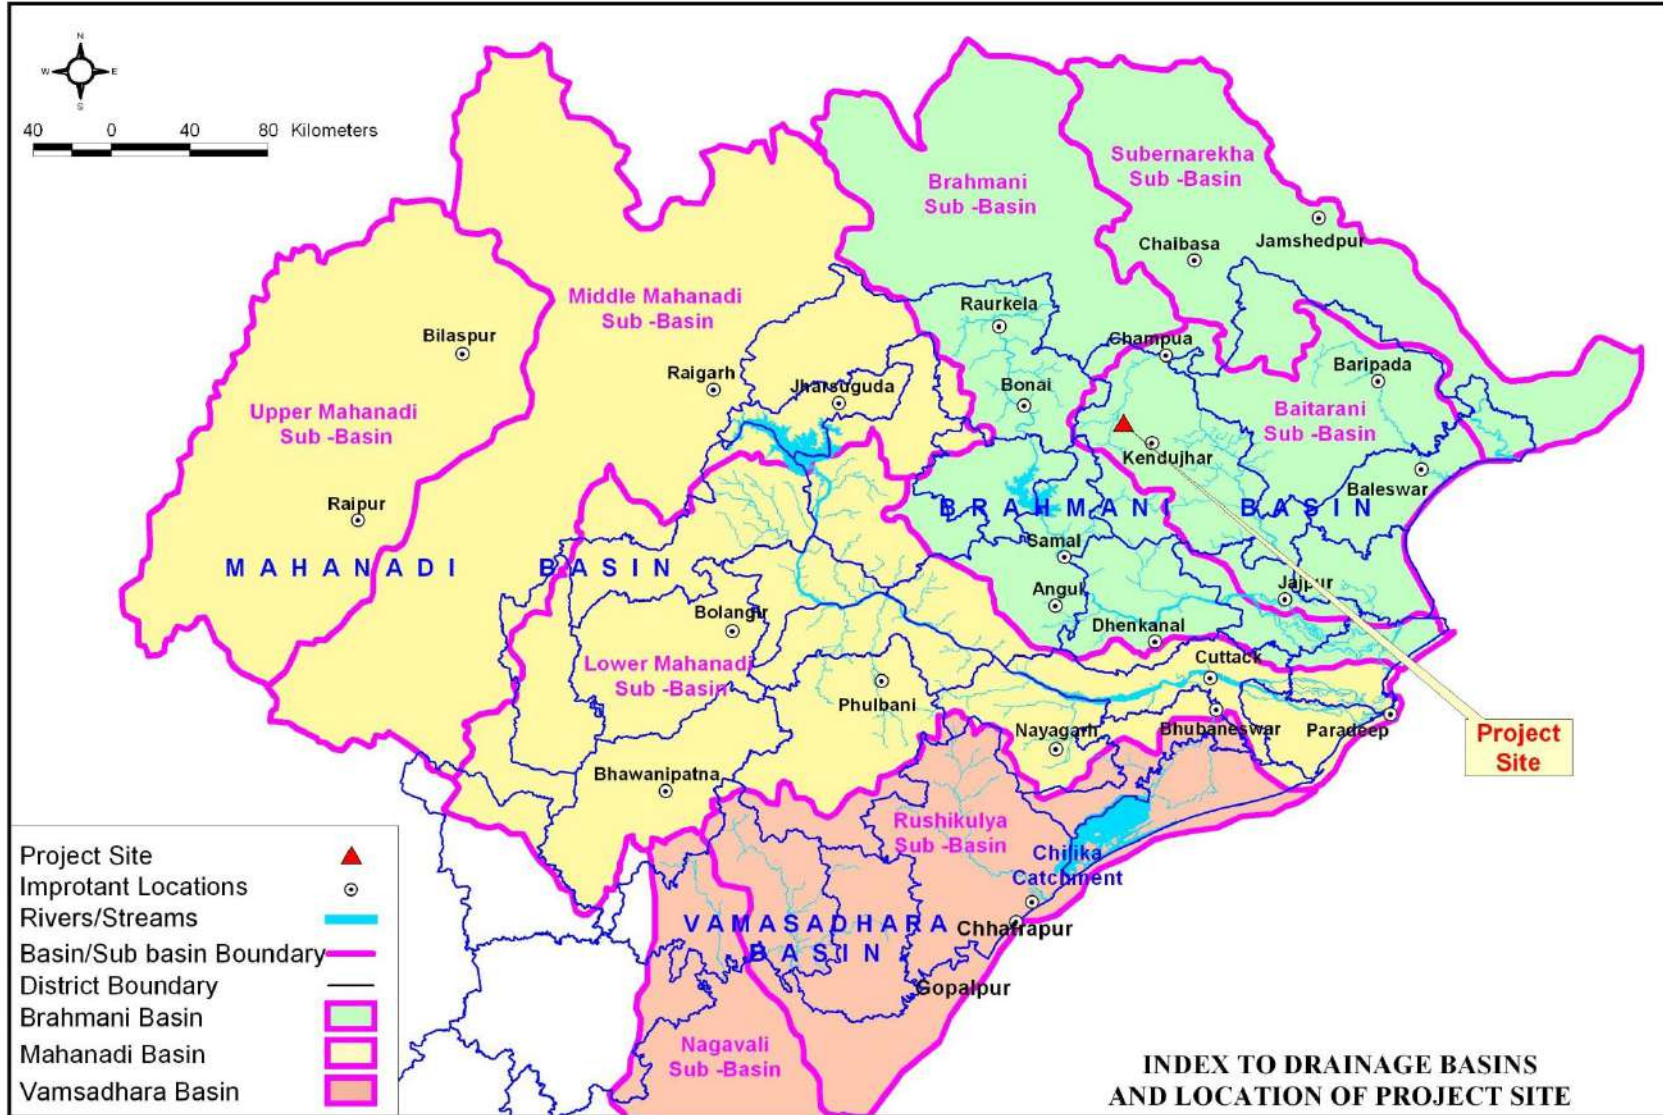 N
W E
S
40 0 40 80 Kilometers
Subernarekha
Sub -Basin
Brahmani
Sub -Basin
Jamshedpur
Chaibasa
Middle Mahanadi
Sub -Basin
Raurkela
Bilaspur
Champua
Baripada
Raigarh
Jharsuguda
Bonai
Upper Mahanadi
Sub -Basin
Baitarani
Sub -Basin
Kendujhar
Baleswar
Raipur
BRAHMANI BASIN
Samal
MAHANADI BASIN
Jajpur
Angul
Bolangir
Dhenkanal
Lower Mahanadi
Sub -Basin
Cuttack
Phulbani
Nayagarh
Bhubaneswar
Paradeep
Project
Site
Bhawanipatna
Rushikulya
Sub -Basin
Chilika
Catchment
VAMASADHARA
BASIN
Chhatrapur
Gopalpur
Nagavali
Sub -Basin
Project Site
Improtant Locations
Rivers/Streams
Basin/Sub basin Boundary
District Boundary
Brahmani Basin
Mahanadi Basin
Vamsadhara Basin
INDEX TO DRAINAGE BASINS
AND LOCATION OF PROJECT SITE